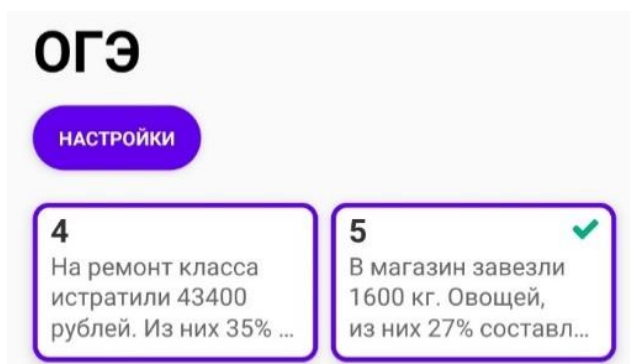 ОГЭ
НАСТРОЙКИ
4
На ремонт класса
истратили 43400
рублей. Из них 35% ...
5
В магазин завезли
1600 кг. Овощей,
из них 27% составл...